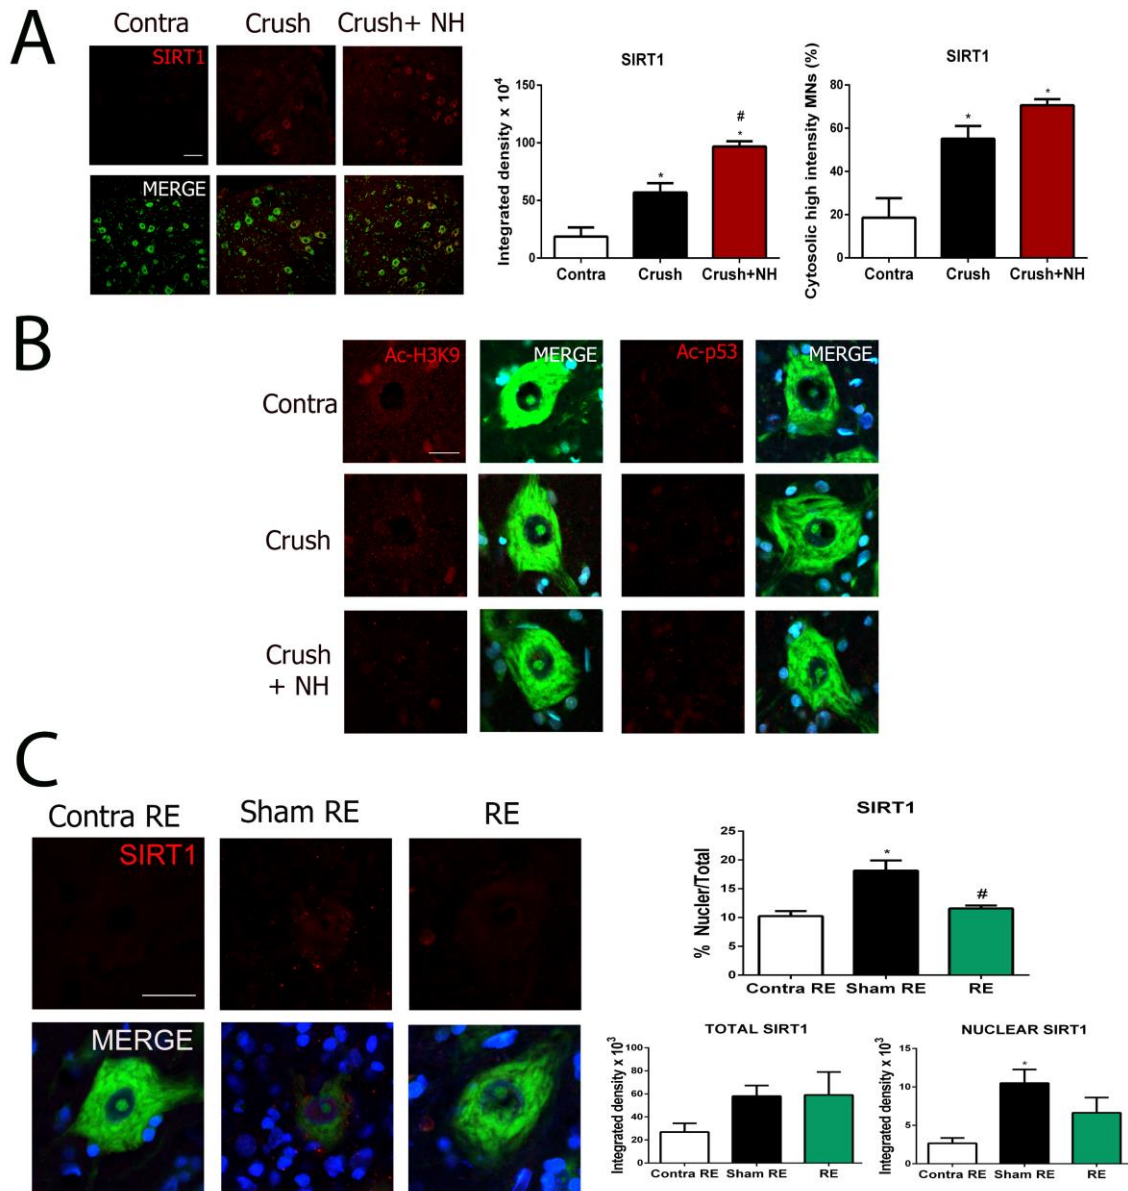 A
Contra Crush Crush+ NH
SIRT1
MERGE
SIRT1
Integrated density x 10⁴
150
100
50
0
*
#
*
Contra Crush Crush+NH
SIRT1
Cytosolic high intensity MNs (%)
80
60
40
20
0
*
*
Contra Crush Crush+NH
B
Ac-H3K9 MERGE Ac-p53 MERGE
Contra
Crush
Crush
+ NH
C
Contra RE Sham RE RE
SIRT1
MERGE
SIRT1
% Nucler/Total
25
20
15
10
5
0
*
#
Contra RE Sham RE RE
TOTAL SIRT1
Integrated density x 10³
100
80
60
40
20
0
Contra RE Sham RE RE
NUCLEAR SIRT1
Integrated density x 10³
15
10
5
0
*
Contra RE Sham RE RE